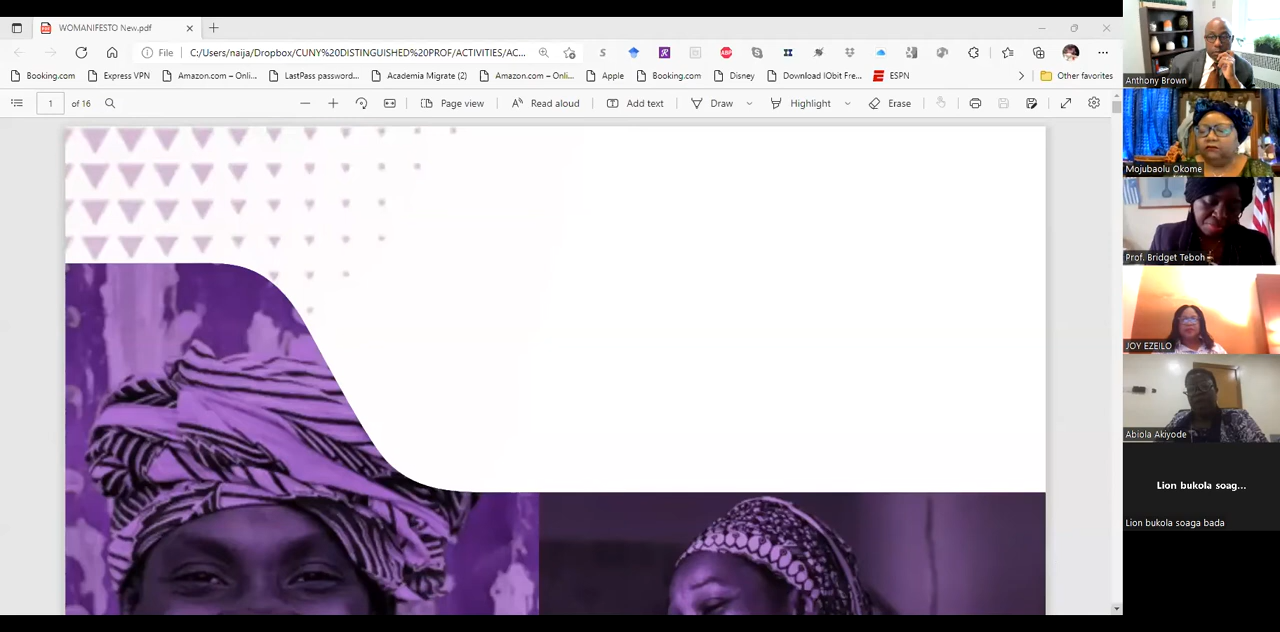 WOMANIFESTO New.pdf
File
C:/Users/naija/Dropbox/CUNY%20DISTINGUISHED%20PROF/ACTIVITIES/AC...
Booking.com
Express VPN
Amazon.com – Onli...
LastPass password...
Academia Migrate (2)
Amazon.com – Onli...
Apple
Booking.com
Disney
Download IObit Fre...
ESPN
Other favorites
1 of 16
Page view
Read aloud
Add text
Draw
Highlight
Erase
Anthony Brown
Mojubaolu Okome
Prof. Bridget Teboh
JOY EZEILO
Abiola Akiyode
Lion bukola soag...
Lion bukola soaga bada